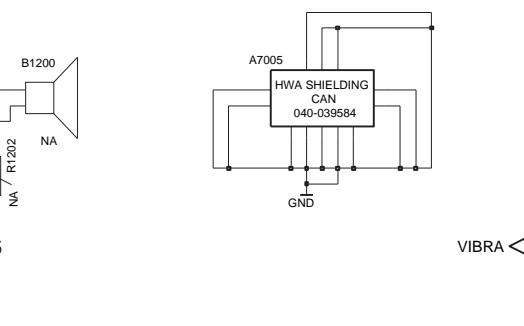 B1200
A7005
HWA SHIELDING
CAN
040-039584
NA
R1202
NA
GND
VIBRA